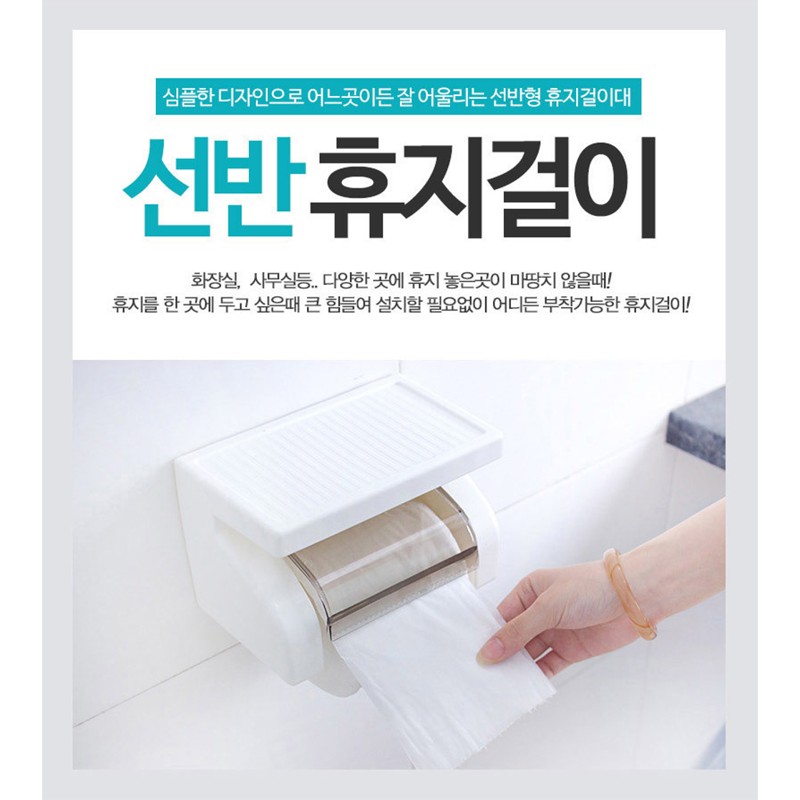 심플한 디자인으로 어느곳이든 잘 어울리는 선반형 휴지걸이대
선반 휴지걸이
화장실, 사무실등.. 다양한 곳에 휴지 놓은곳이 마땅치 않을때!
휴지를 한 곳에 두고 싶은때 큰 힘들여 설치할 필요없이 어디든 부착가능한 휴지걸이!